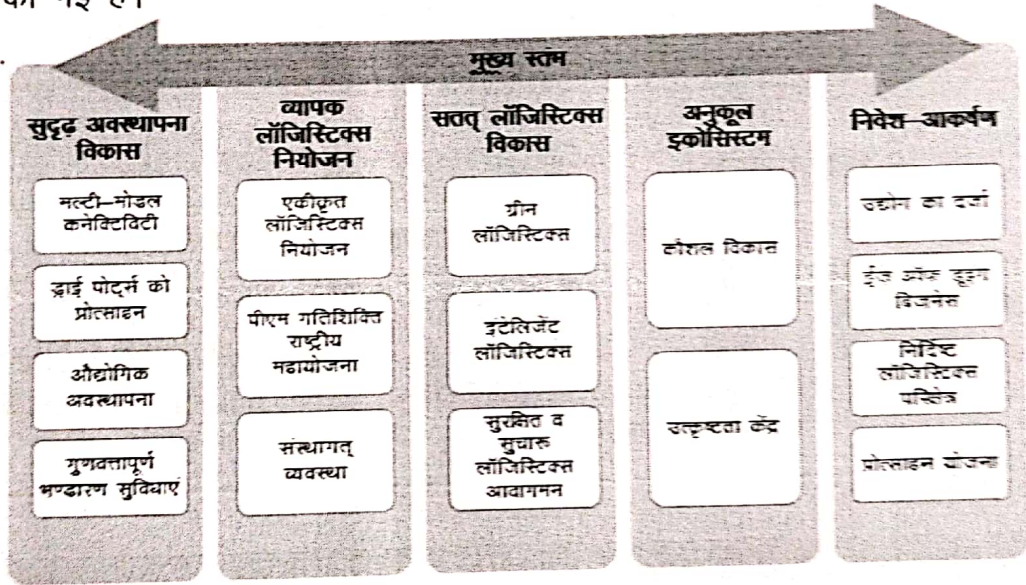 की गई है।
मुख्य स्तंभ
सुदृढ़ अवस्थापना
विकास
मल्टी–मोडल
कनेक्टिविटी
ड्राई पोर्ट्स को
प्रोत्साहन
औद्योगिक
अवस्थापना
गुणवत्तापूर्ण
भण्डारण सुविधाएं
व्यापक
लॉजिस्टिक्स
नियोजन
एकीकृत
लॉजिस्टिक्स
नियोजन
पीएम गतिशिक्ति
राष्ट्रीय
महायोजना
संस्थागत्
व्यवस्था
सतत् लॉजिस्टिक्स
विकास
ग्रीन
लॉजिस्टिक्स
इंटेलिजेंट
लॉजिस्टिक्स
सुरक्षित व
सुचारु
लॉजिस्टिक्स
आवागमन
अनुकूल
इकोसिस्टम
कौशल विकास
उत्कृष्टता केंद्र
निवेश–आकर्षण
उद्योग का दर्जा
ईज ऑफ डूइंग
बिजनेस
निर्दिष्ट
लॉजिस्टिक्स
परिक्षेत्र
प्रोत्साहन योजना